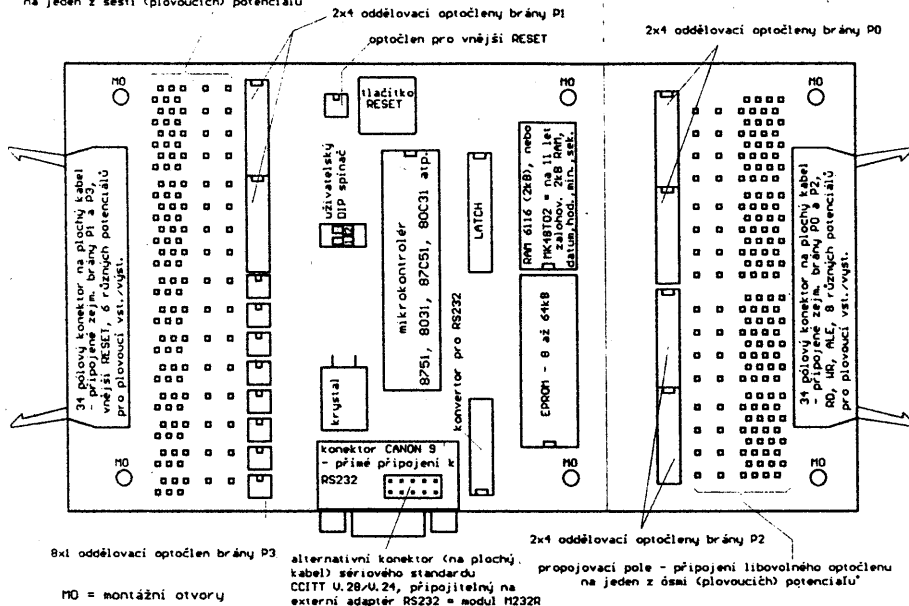 na jeden z šesti (plovoucích) potenciálů
2x4 oddělovací optočleny brány P1
optočlen pro vnější RESET
2x4 oddělovací optočleny brány P0
MO
MO
MO
MO
tlačítko
RESET
uživatelský
DIP spínač
34 pólový konektor na plochý kabel
- připojené zejm. brány P1 a P3,
vnější RESET, 6 různých potenciálů
pro plovoucí vst./výst.
mikrokontrolér
8751, 8031, 87C51, 80C31 atp.
LATCH
RAM 6116 (2kB), nebo
MK48T02 = na 11 let
zálohov. 2kB RAM,
datum,hod.,min.,sek.
EPROM - 8 až 64kB
konvertor pro RS232
krystal
konektor CANON 9
- přímé připojení k
RS232
34 pólový konektor na plochý kabel
- připojené zejm. brány P0 a P2,
RD, WR, ALE, 8 různých potenciálů
pro plovoucí vst./výst.
8x1 oddělovací optočlen brány P3
alternativní konektor (na plochý
kabel) sériového standardu
CCITT V.28/V.24, připojitelný na
externí adaptér RS232 = modul M232R
2x4 oddělovací optočleny brány P2
propojovací pole - připojení libovolného optočlenu
na jeden z osmi (plovoucích) potenciálů
MO = montážní otvory